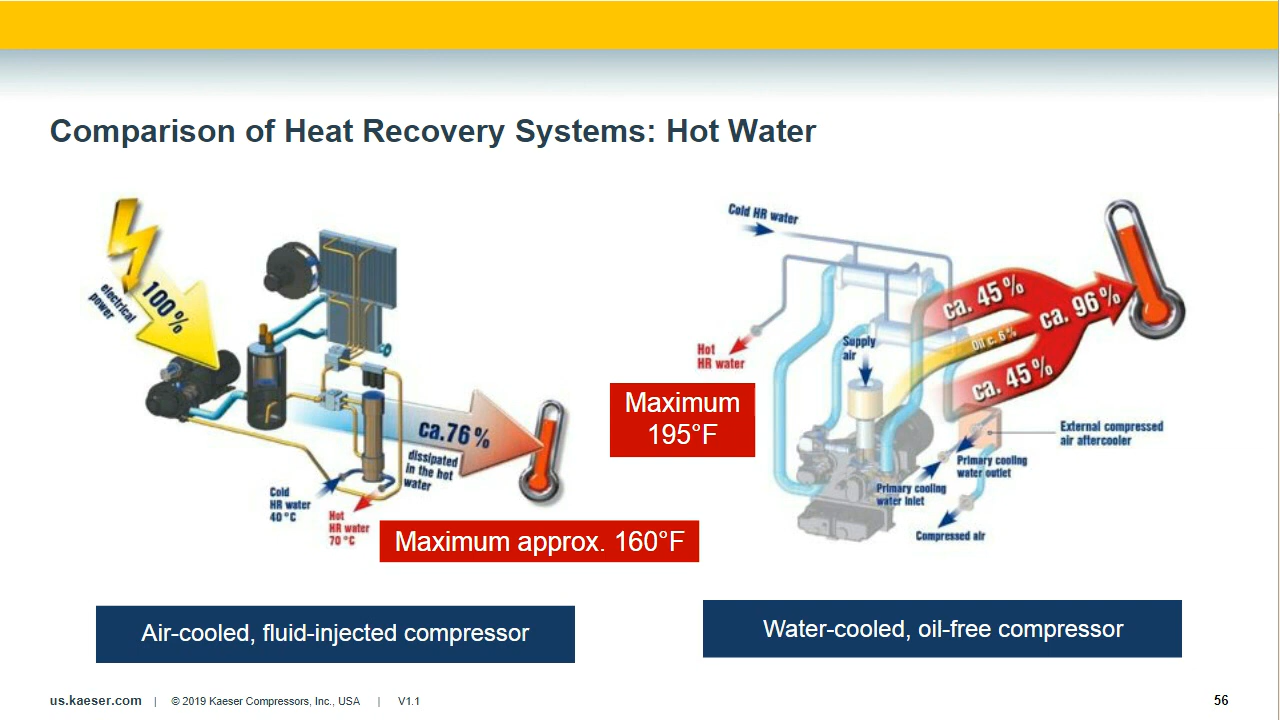 Comparison of Heat Recovery Systems: Hot Water
electrical
power
100%
ca.76 %
dissipated
in the hot
water
Cold
HR water
40 °C
Hot
HR water
70 °C
Maximum approx. 160°F
Air-cooled, fluid-injected compressor
Cold HR water
Hot
HR water
Supply
air
ca. 45 %
Oil c. 6 %
ca. 45 %
ca. 96 %
Maximum
195°F
External compressed
air aftercooler
Primary cooling
water outlet
Primary cooling
water inlet
Compressed air
Water-cooled, oil-free compressor
us.kaeser.com | © 2019 Kaeser Compressors, Inc., USA | V1.1
56